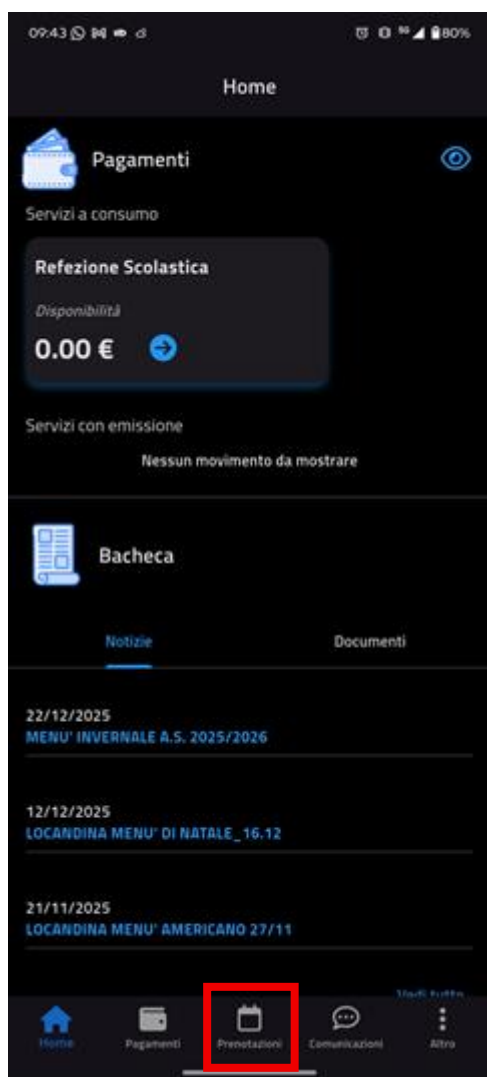 09:43 80%
Home
Pagamenti
Servizi a consumo
Refezione Scolastica
Disponibilità
0.00 €
Servizi con emissione
Nessun movimento da mostrare
Bacheca
Notizie Documenti
22/12/2025
MENU' INVERNALE A.S. 2025/2026
12/12/2025
LOCANDINA MENU' DI NATALE_16.12
21/11/2025
LOCANDINA MENU' AMERICANO 27/11
Vedi tutto
Home Pagamenti Prenotazioni Comunicazioni Altro